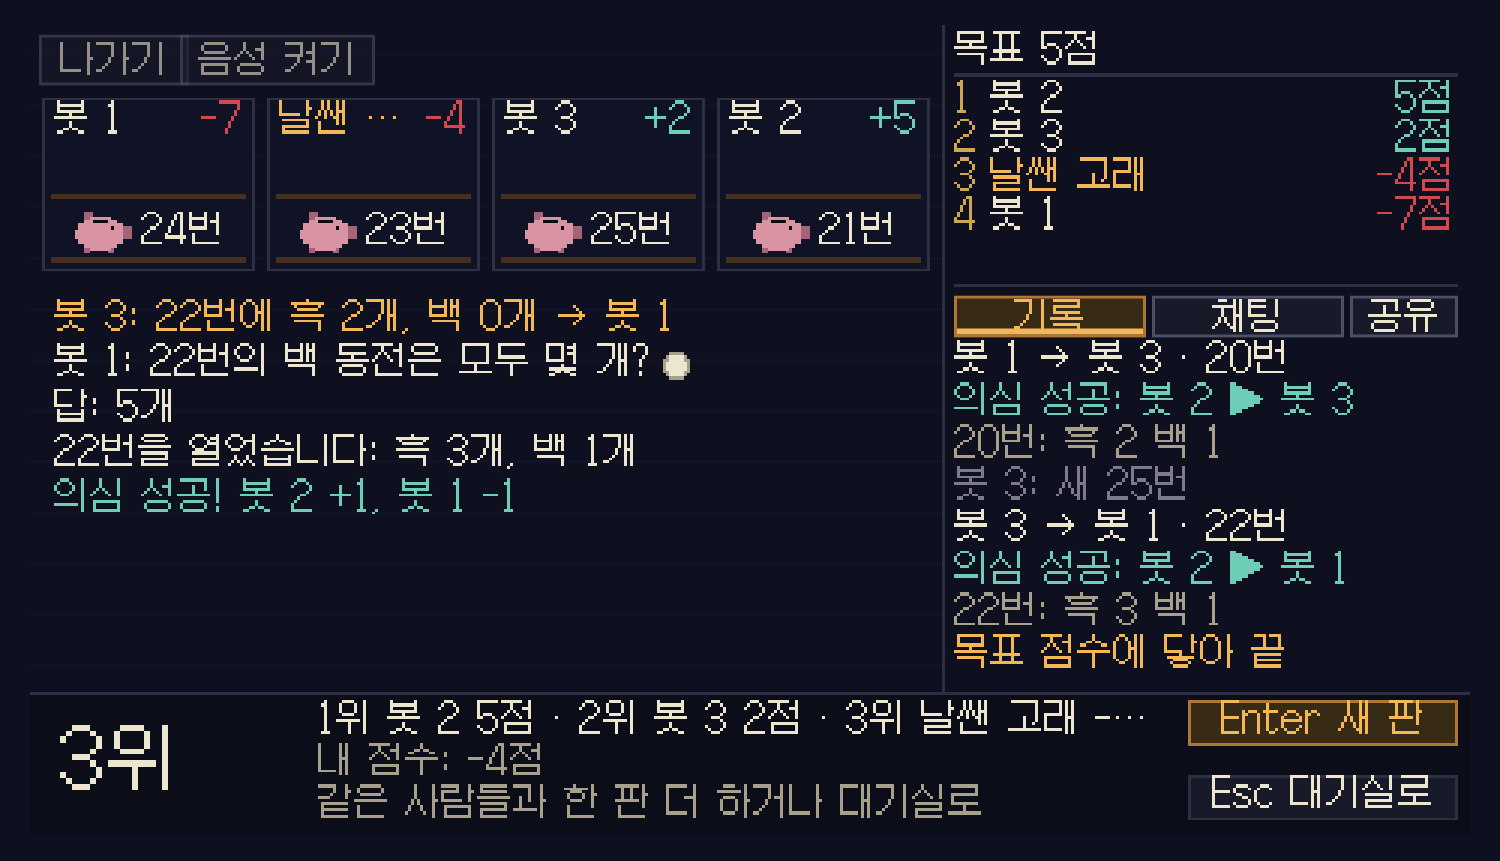 나가기 음성 켜기
봇 1 -7
날쌘 … -4
봇 3 +2
봇 2 +5
24번
23번
25번
21번
봇 3: 22번에 흑 2개, 백 0개 → 봇 1
봇 1: 22번의 백 동전은 모두 몇 개?
답: 5개
22번을 열었습니다: 흑 3개, 백 1개
의심 성공! 봇 2 +1, 봇 1 -1
목표 5점
1 봇 2 5점
2 봇 3 2점
3 날쌘 고래 -4점
4 봇 1 -7점
기록 채팅 공유
봇 1 → 봇 3 · 20번
의심 성공: 봇 2 ▶ 봇 3
20번: 흑 2 백 1
봇 3: 새 25번
봇 3 → 봇 1 · 22번
의심 성공: 봇 2 ▶ 봇 1
22번: 흑 3 백 1
목표 점수에 닿아 끝
3위
1위 봇 2 5점 · 2위 봇 3 2점 · 3위 날쌘 고래 -…
내 점수: -4점
같은 사람들과 한 판 더 하거나 대기실로
Enter 새 판
Esc 대기실로